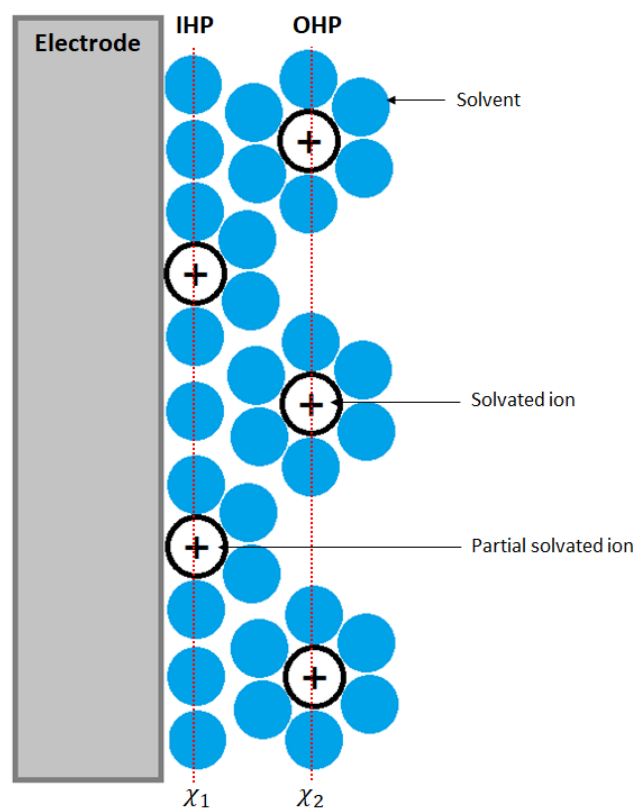 IHP
OHP
Electrode
Solvent
+
+
Solvated ion
+
Partial solvated ion
+
+
χ1
χ2